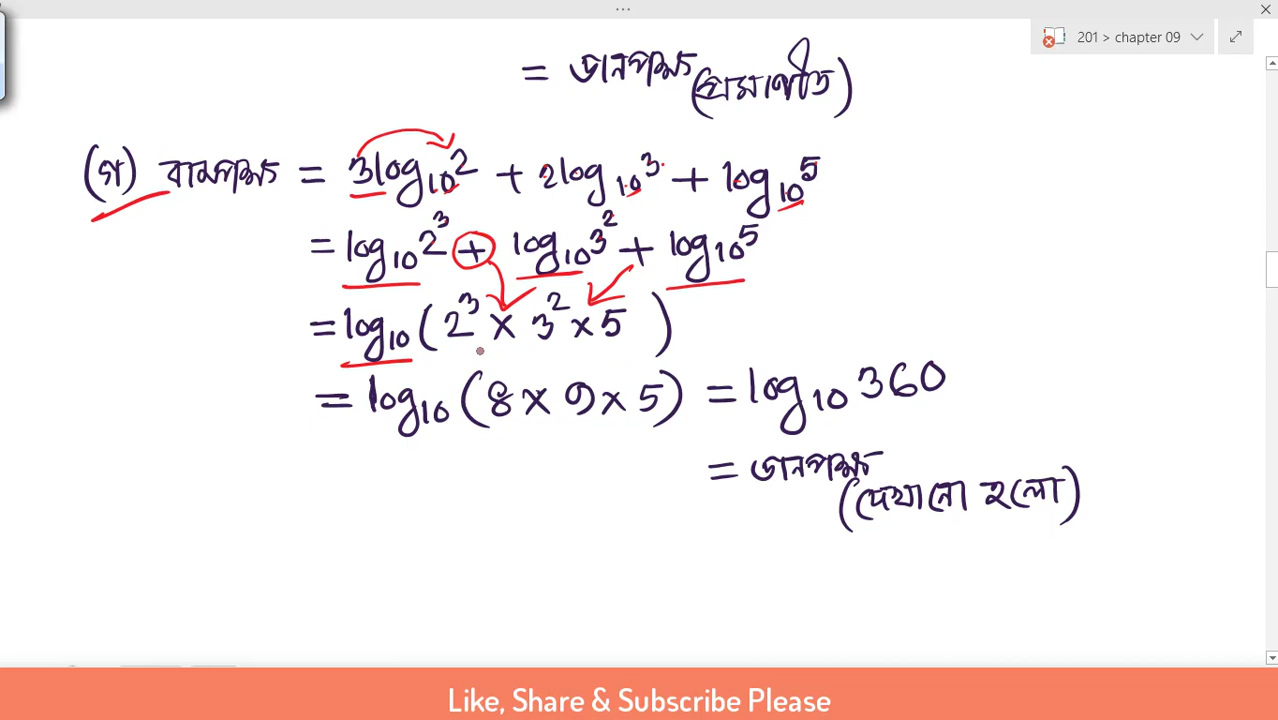 ...
201 > chapter 09
= ডানপক্ষ (প্রমাণিত)
(গ) বামপক্ষ = 3log₁₀2 + 2log₁₀3 + log₁₀5
= log₁₀2³ + log₁₀3² + log₁₀5
= log₁₀(2³ × 3² × 5)
= log₁₀(8 × 9 × 5) = log₁₀360
= ডানপক্ষ (দেখানো হলো)
Like, Share & Subscribe Please